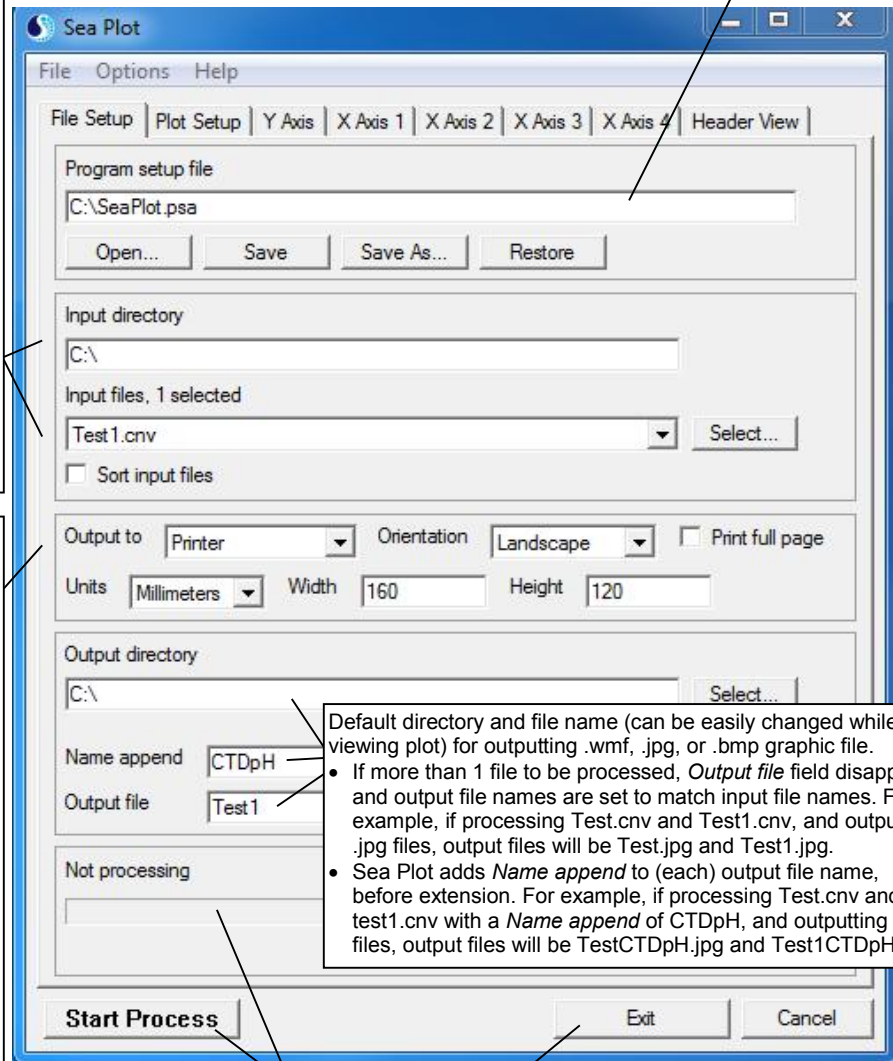 Sea Plot
File Options Help
File Setup Plot Setup Y Axis X Axis 1 X Axis 2 X Axis 3 X Axis 4 Header View
Program setup file
C:\SeaPlot.psa
Open... Save Save As... Restore
Input directory
C:\
Input files, 1 selected
Test1.cnv Select...
Sort input files
Output to Printer Orientation Landscape Print full page
Units Millimeters Width 160 Height 120
Output directory
C:\ Select...
Name append CTDpH
Output file Test1
Default directory and file name (can be easily changed while
viewing plot) for outputting .wmf, .jpg, or .bmp graphic file.
• If more than 1 file to be processed, Output file field
and output file names are set to match input file names.
example, if processing Test.cnv and Test1.cnv, and
.jpg files, output files will be Test.jpg and Test1.jpg.
• Sea Plot adds Name append to (each) output file name,
before extension. For example, if processing Test.cnv and
test1.cnv with a Name append of CTDpH, and outputting
files, output files will be TestCTDpH.jpg and Test1CTDpH
Not processing
Start Process Exit Cancel